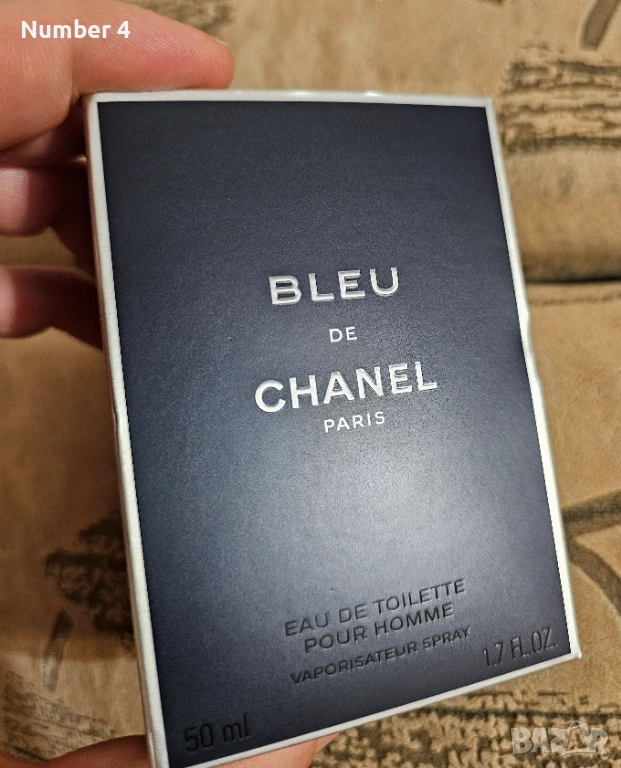 Number 4
BLEU
DE
CHANEL
PARIS
EAU DE TOILETTE
POUR HOMME
VAPORISATEUR SPRAY
50 ml 1.7 FL.OZ.
BAZAR